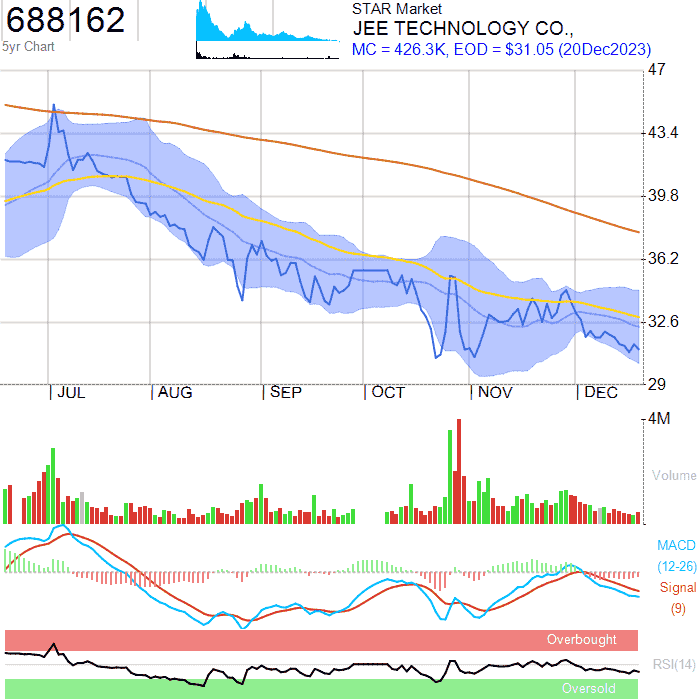 688162
5yr Chart
STAR Market
JEE TECHNOLOGY CO.,
MC = 426.3K, EOD = $31.05 (20Dec2023)
47
43.4
39.8
36.2
32.6
29
JUL AUG SEP OCT NOV DEC
4M
Volume
MACD
(12-26)
Signal
(9)
Overbought
RSI(14)
Oversold